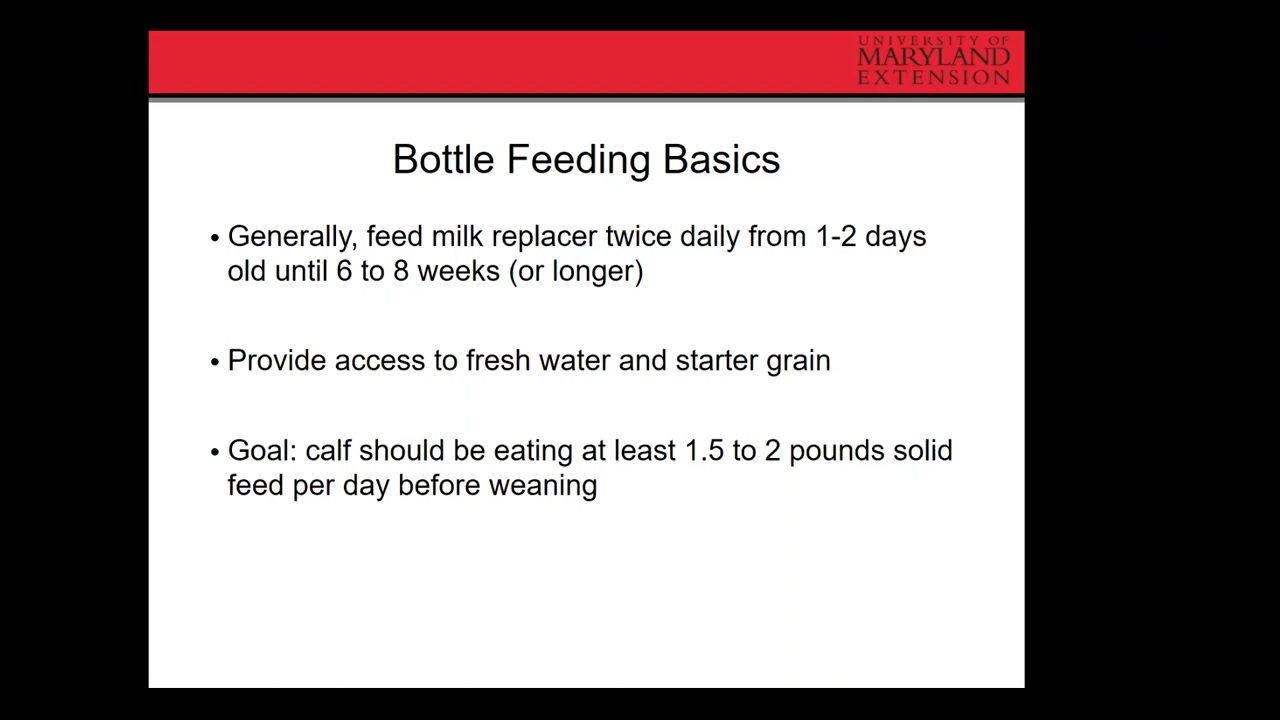 UNIVERSITY OF
MARYLAND
EXTENSION
Bottle Feeding Basics
• Generally, feed milk replacer twice daily from 1-2 days
old until 6 to 8 weeks (or longer)
• Provide access to fresh water and starter grain
• Goal: calf should be eating at least 1.5 to 2 pounds solid
feed per day before weaning